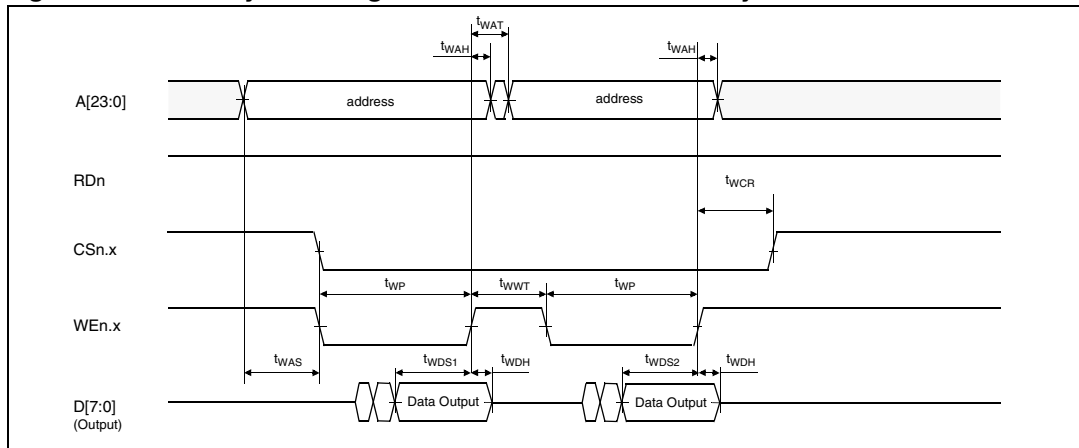 tWAT
tWAH tWAH
A[23:0] address address
RDn
tWCR
CSn.x
tWP tWWT tWP
WEn.x
tWAS tWDS1 tWDH tWDS2 tWDH
D[7:0] Data Output Data Output
(Output)